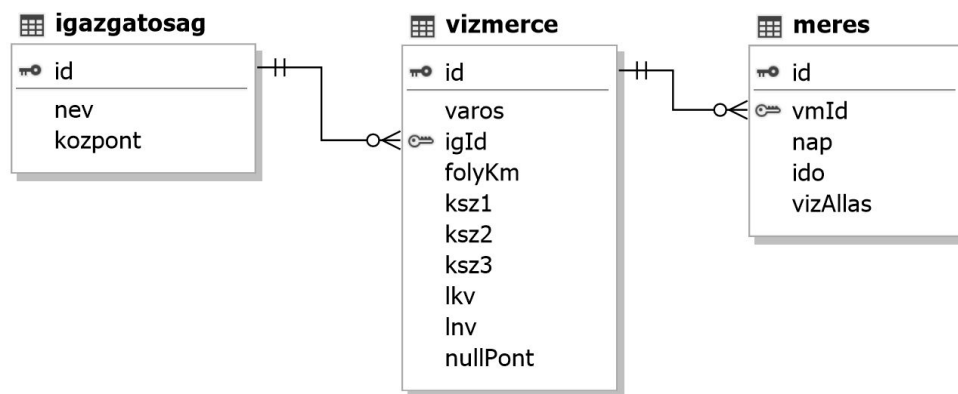 igazgatosag
id
nev
kozpont
vizmerce
id
varos
igId
folyKm
ksz1
ksz2
ksz3
lkv
lnv
nullPont
meres
id
vmId
nap
ido
vizAllas